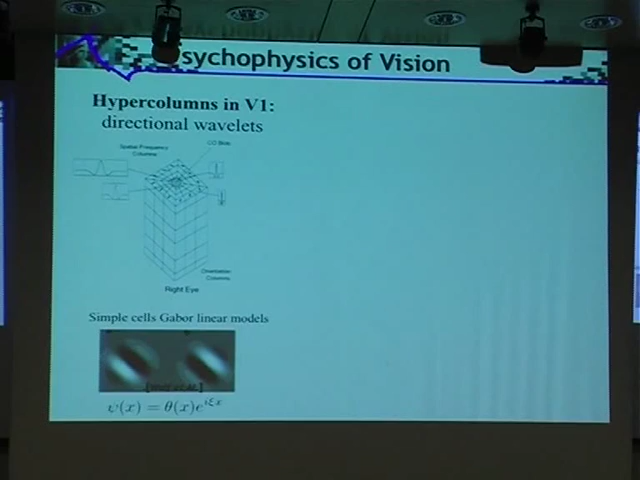 sychophysics of Vision
Hypercolumns in V1:
directional wavelets
Spatial Frequency
Columns
CO Blob
Orientation
Columns
Right Eye
Simple cells Gabor linear models
ψ(x) = θ(x)e^{iξx}